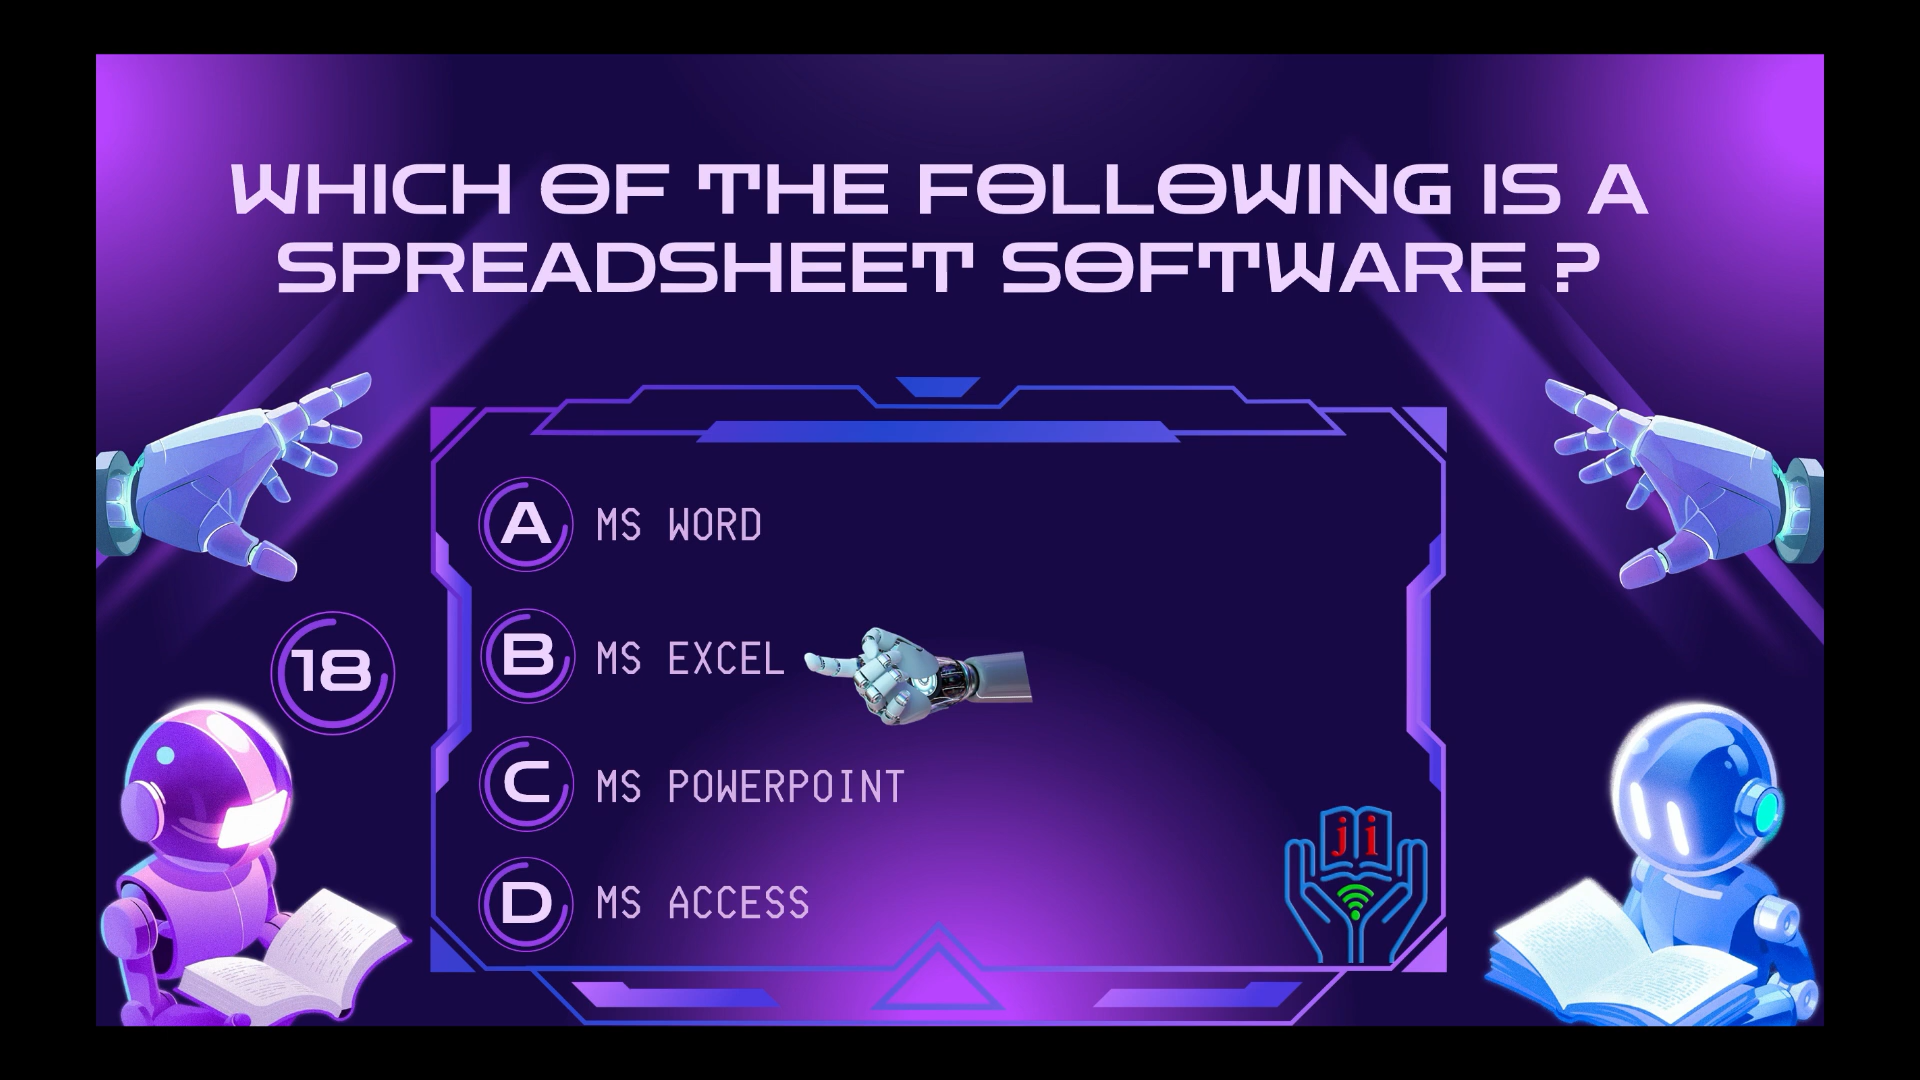 WHICH OF THE FOLLOWING IS A
SPREADSHEET SOFTWARE ?
A MS WORD
18
B MS EXCEL
C MS POWERPOINT
ji
D MS ACCESS